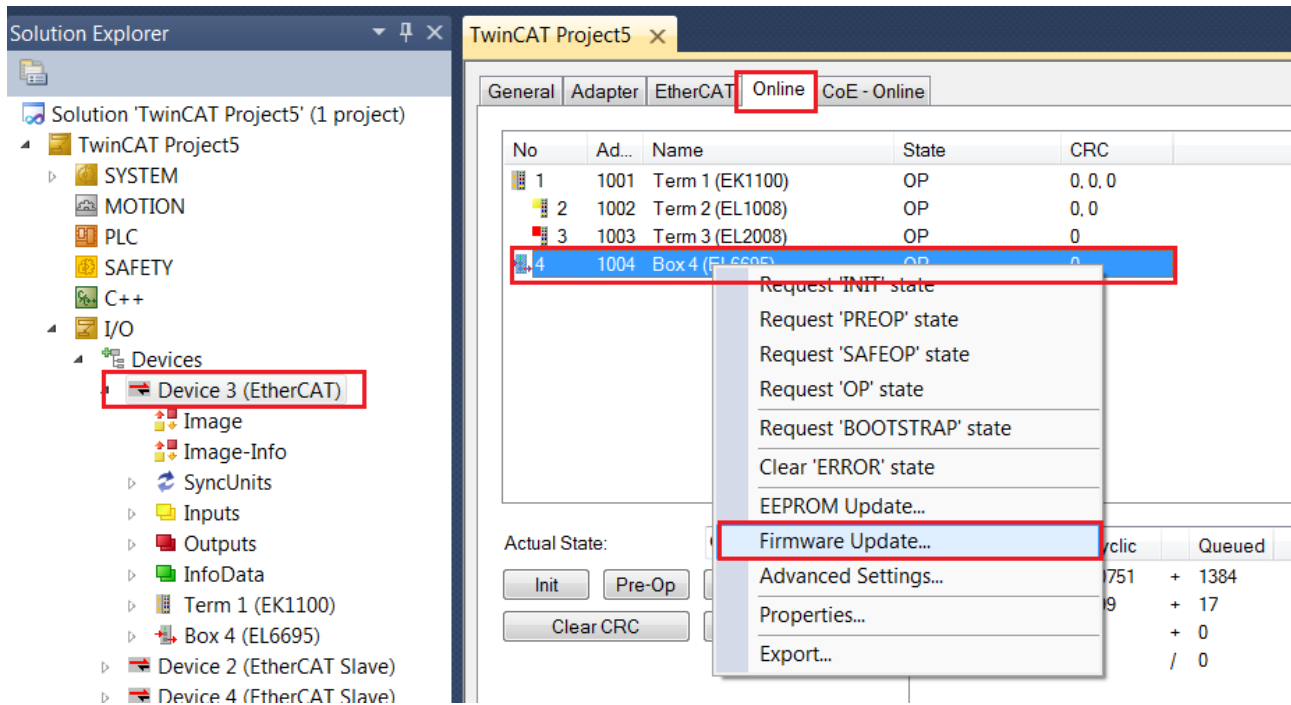 Solution Explorer
Solution 'TwinCAT Project5' (1 project)
TwinCAT Project5
SYSTEM
MOTION
PLC
SAFETY
C++
I/O
Devices
Device 3 (EtherCAT)
Image
Image-Info
SyncUnits
Inputs
Outputs
InfoData
Term 1 (EK1100)
Box 4 (EL6695)
Device 2 (EtherCAT Slave)
Device 4 (EtherCAT Slave)
TwinCAT Project5
General Adapter EtherCAT Online CoE - Online
No Ad... Name State CRC
1 1001 Term 1 (EK1100) OP 0, 0, 0
2 1002 Term 2 (EL1008) OP 0, 0
3 1003 Term 3 (EL2008) OP 0
4 1004 Box 4 (EL6695) OP 0
Request 'INIT' state
Request 'PREOP' state
Request 'SAFEOP' state
Request 'OP' state
Request 'BOOTSTRAP' state
Clear 'ERROR' state
EEPROM Update...
Firmware Update...
Advanced Settings...
Properties...
Export...
Actual State:
Init Pre-Op
Clear CRC
Queued
+ 1384
+ 17
+ 0
/ 0